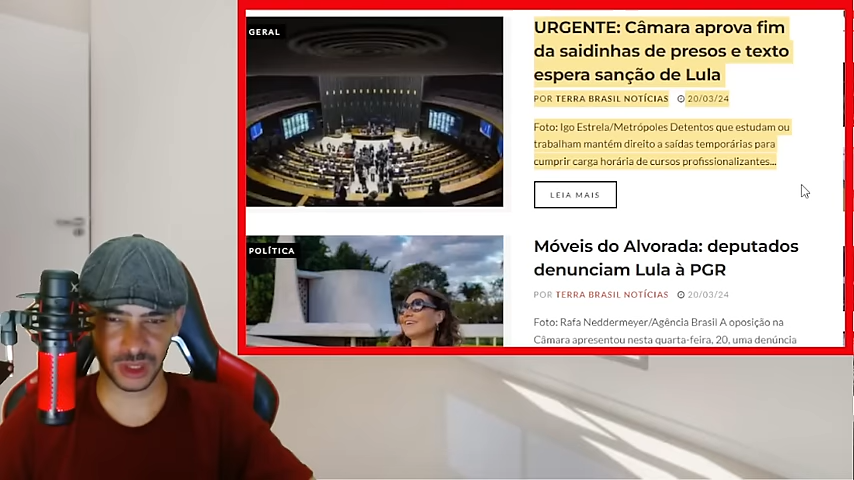 GERAL
URGENTE: Câmara aprova fim
da saidinhas de presos e texto
espera sanção de Lula
POR TERRA BRASIL NOTÍCIAS 20/03/24
Foto: Igo Estrela/Metrópoles Detentos que estudam ou
trabalham mantém direito a saídas temporárias para
cumprir carga horária de cursos profissionalizantes...
LEIA MAIS
POLÍTICA
Móveis do Alvorada: deputados
denunciam Lula à PGR
POR TERRA BRASIL NOTÍCIAS 20/03/24
Foto: Rafa Neddermeyer/Agência Brasil A oposição na
Câmara apresentou nesta quarta-feira, 20, uma denúncia